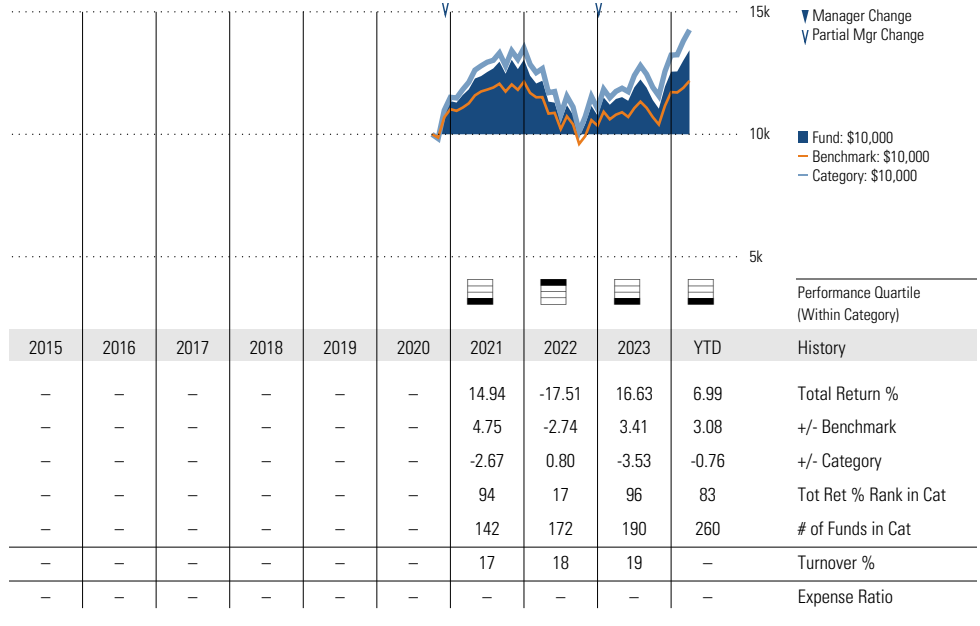 15k
Manager Change
Partial Mgr Change
10k
Fund: $10,000
Benchmark: $10,000
Category: $10,000
5k
Performance Quartile
(Within Category)
2015 2016 2017 2018 2019 2020 2021 2022 2023 YTD History
– – – – – – 14.94 -17.51 16.63 6.99 Total Return %
– – – – – – 4.75 -2.74 3.41 3.08 +/- Benchmark
– – – – – – -2.67 0.80 -3.53 -0.76 +/- Category
– – – – – – 94 17 96 83 Tot Ret % Rank in Cat
– – – – – – 142 172 190 260 # of Funds in Cat
– – – – – – 17 18 19 – Turnover %
– – – – – – – – – – Expense Ratio